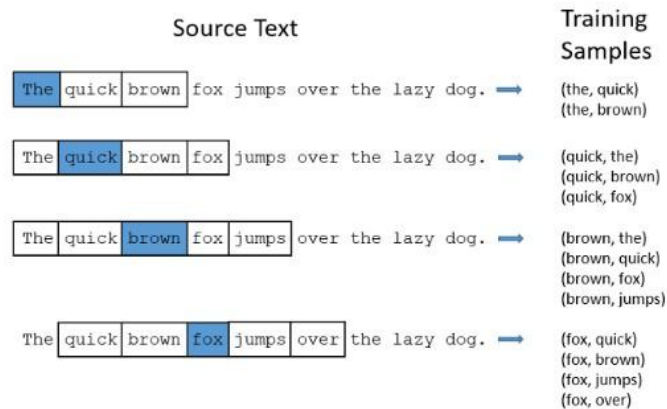 Source Text
Training
Samples
The quick brown fox jumps over the lazy dog.
(the, quick)
(the, brown)
The quick brown fox jumps over the lazy dog.
(quick, the)
(quick, brown)
(quick, fox)
The quick brown fox jumps over the lazy dog.
(brown, the)
(brown, quick)
(brown, fox)
(brown, jumps)
The quick brown fox jumps over the lazy dog.
(fox, quick)
(fox, brown)
(fox, jumps)
(fox, over)